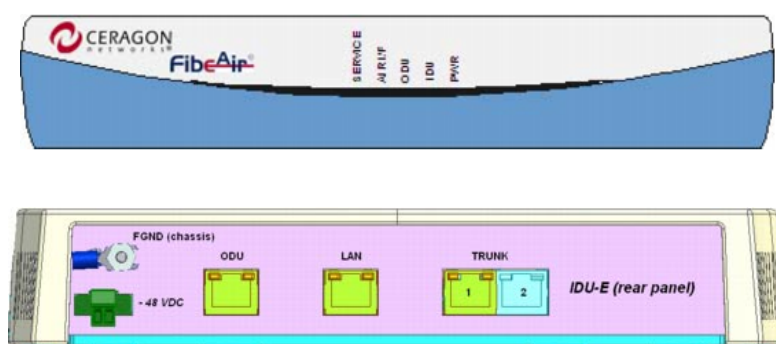 CERAGON
networks®
FibeAir®
SERVICE
AIR I/F
ODU
IDU
PWR
FGND (chassis)
ODU
LAN
TRUNK
- 48 VDC
1
2
IDU-E (rear panel)